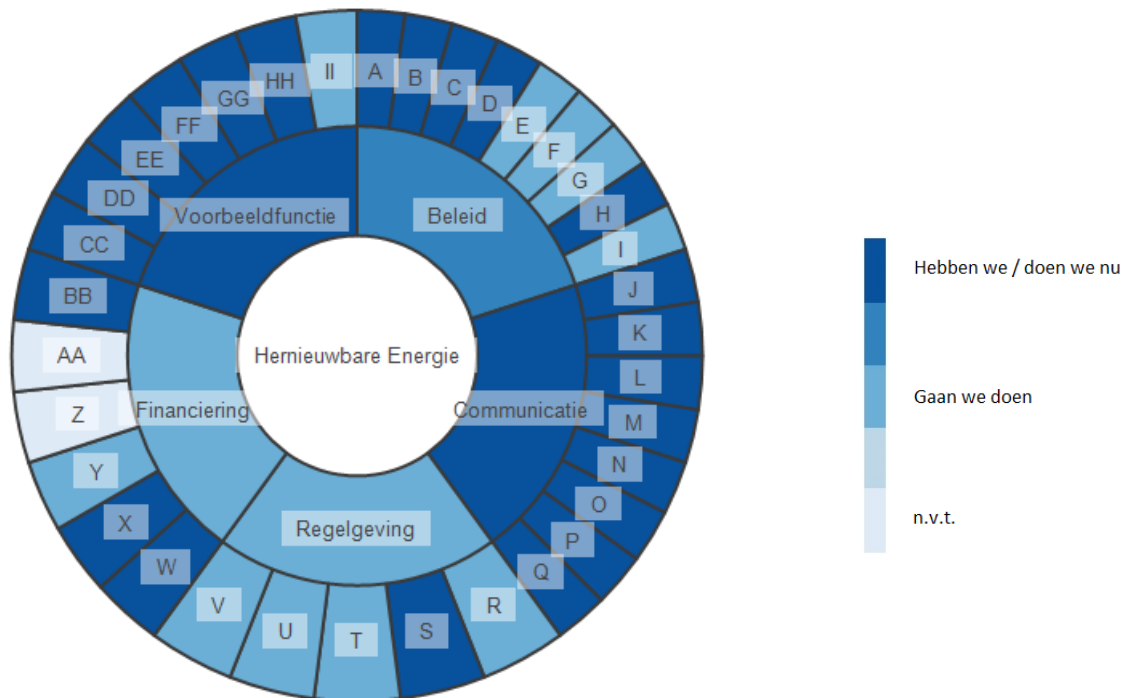 II
A
B
C
D
E
F
G
H
I
J
K
L
M
N
O
P
Q
R
S
T
U
V
W
X
Y
Z
AA
BB
CC
DD
EE
FF
GG
HH
Voorbeeldfunctie
Beleid
Hernieuwbare Energie
Financiering
Communicatie
Regelgeving
Hebben we / doen we nu
Gaan we doen
n.v.t.